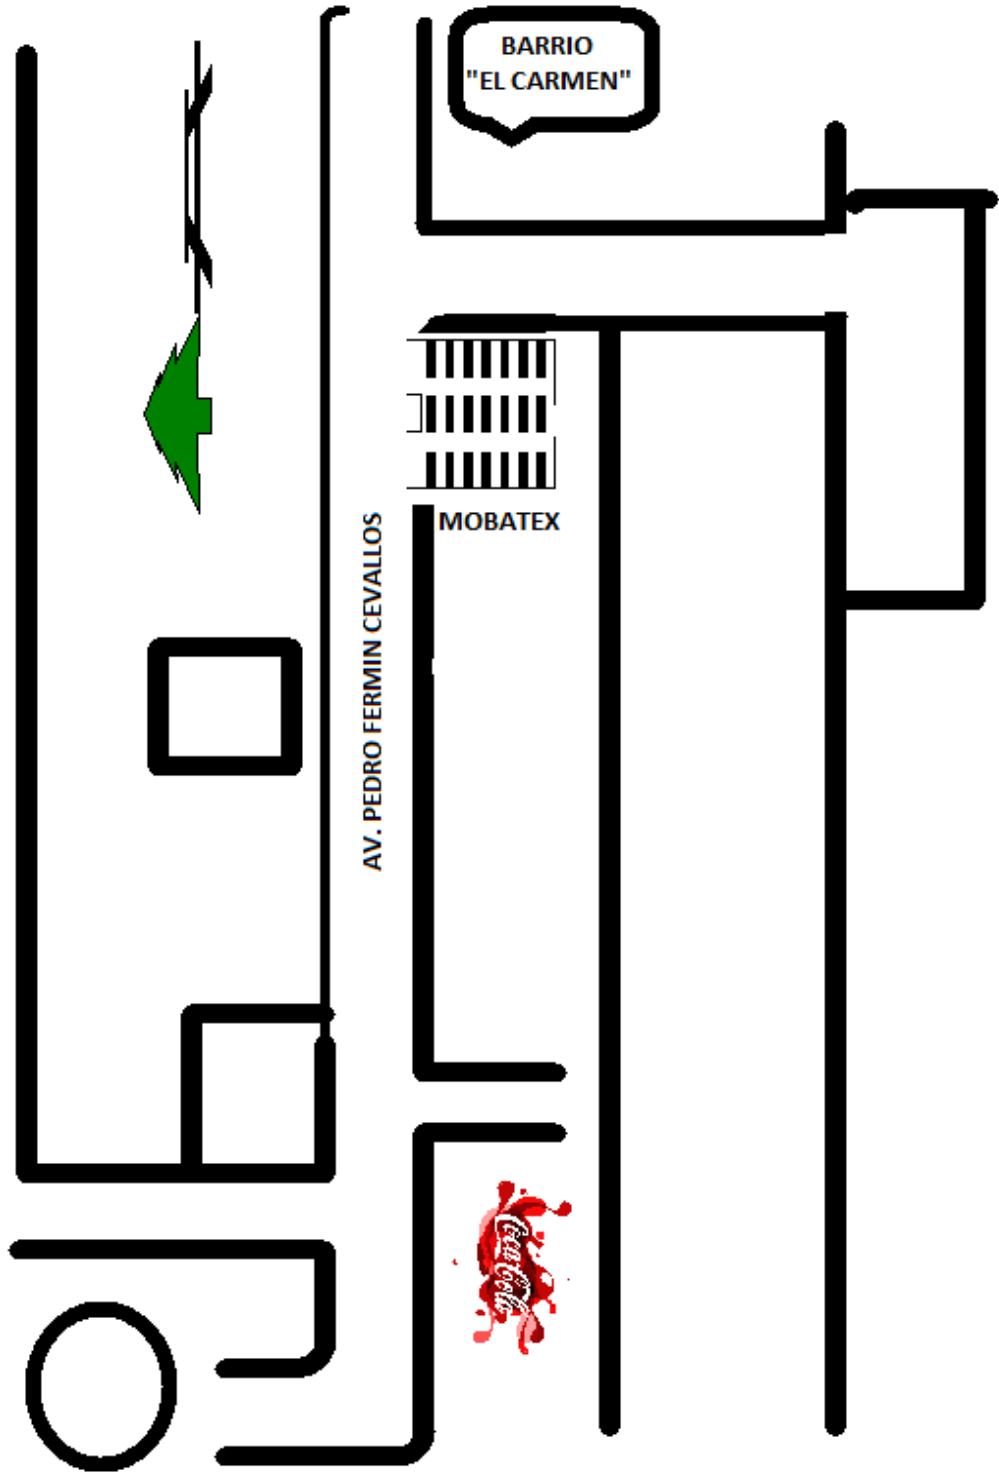 BARRIO
"EL CARMEN"
MOBATEX
AV. PEDRO FERMIN CEVALLOS
Coca Cola